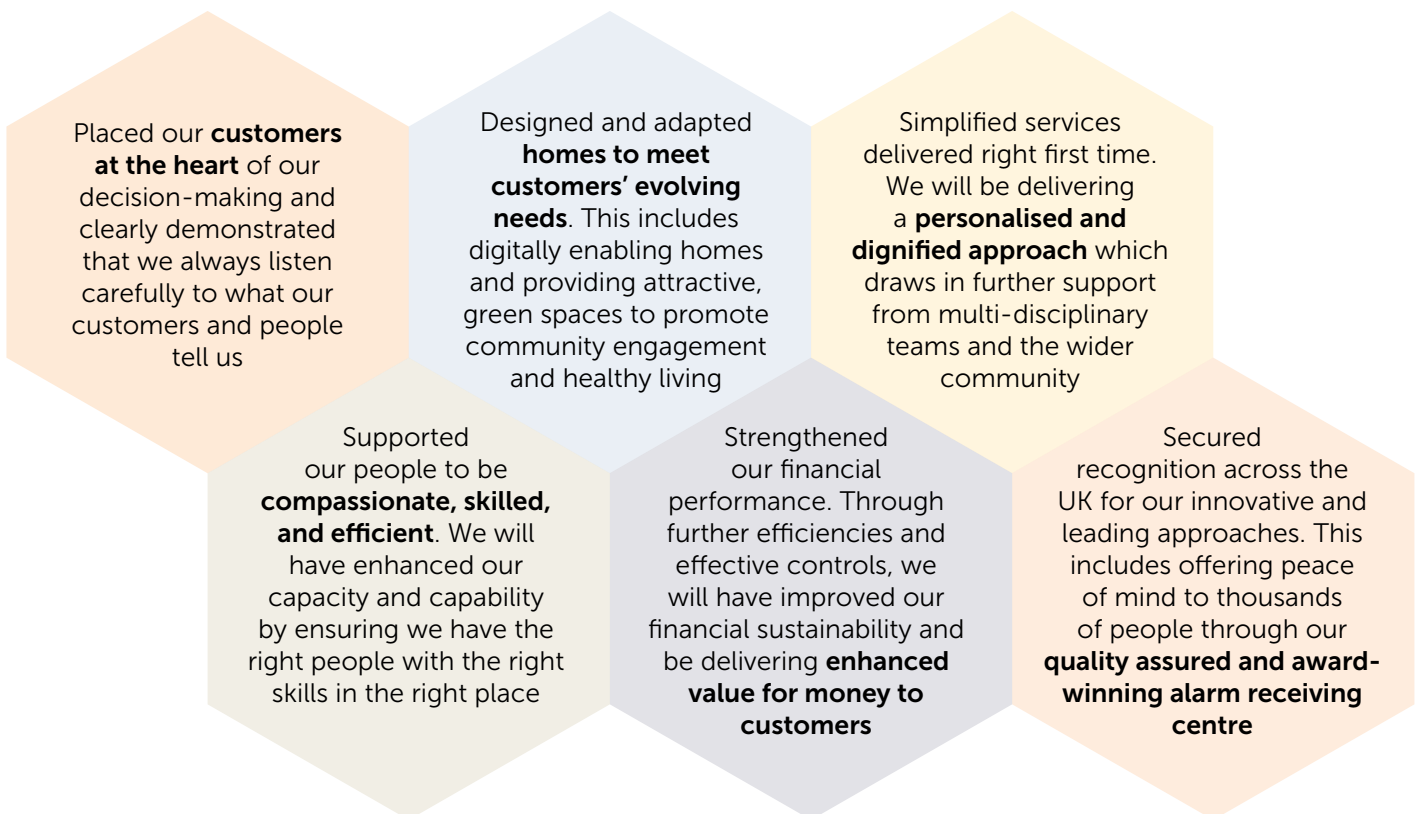 Placed our customers
at the heart of our
decision-making and
clearly demonstrated
that we always listen
carefully to what our
customers and people
tell us
Designed and adapted
homes to meet
customers’ evolving
needs. This includes
digitally enabling homes
and providing attractive,
green spaces to promote
community engagement
and healthy living
Simplified services
delivered right first time.
We will be delivering
a personalised and
dignified approach which
draws in further support
from multi-disciplinary
teams and the wider
community
Supported
our people to be
compassionate, skilled,
and efficient. We will
have enhanced our
capacity and capability
by ensuring we have the
right people with the right
skills in the right place
Strengthened
our financial
performance. Through
further efficiencies and
effective controls, we
will have improved our
financial sustainability and
be delivering enhanced
value for money to
customers
Secured
recognition across the
UK for our innovative and
leading approaches. This
includes offering peace
of mind to thousands
of people through our
quality assured and award-
winning alarm receiving
centre